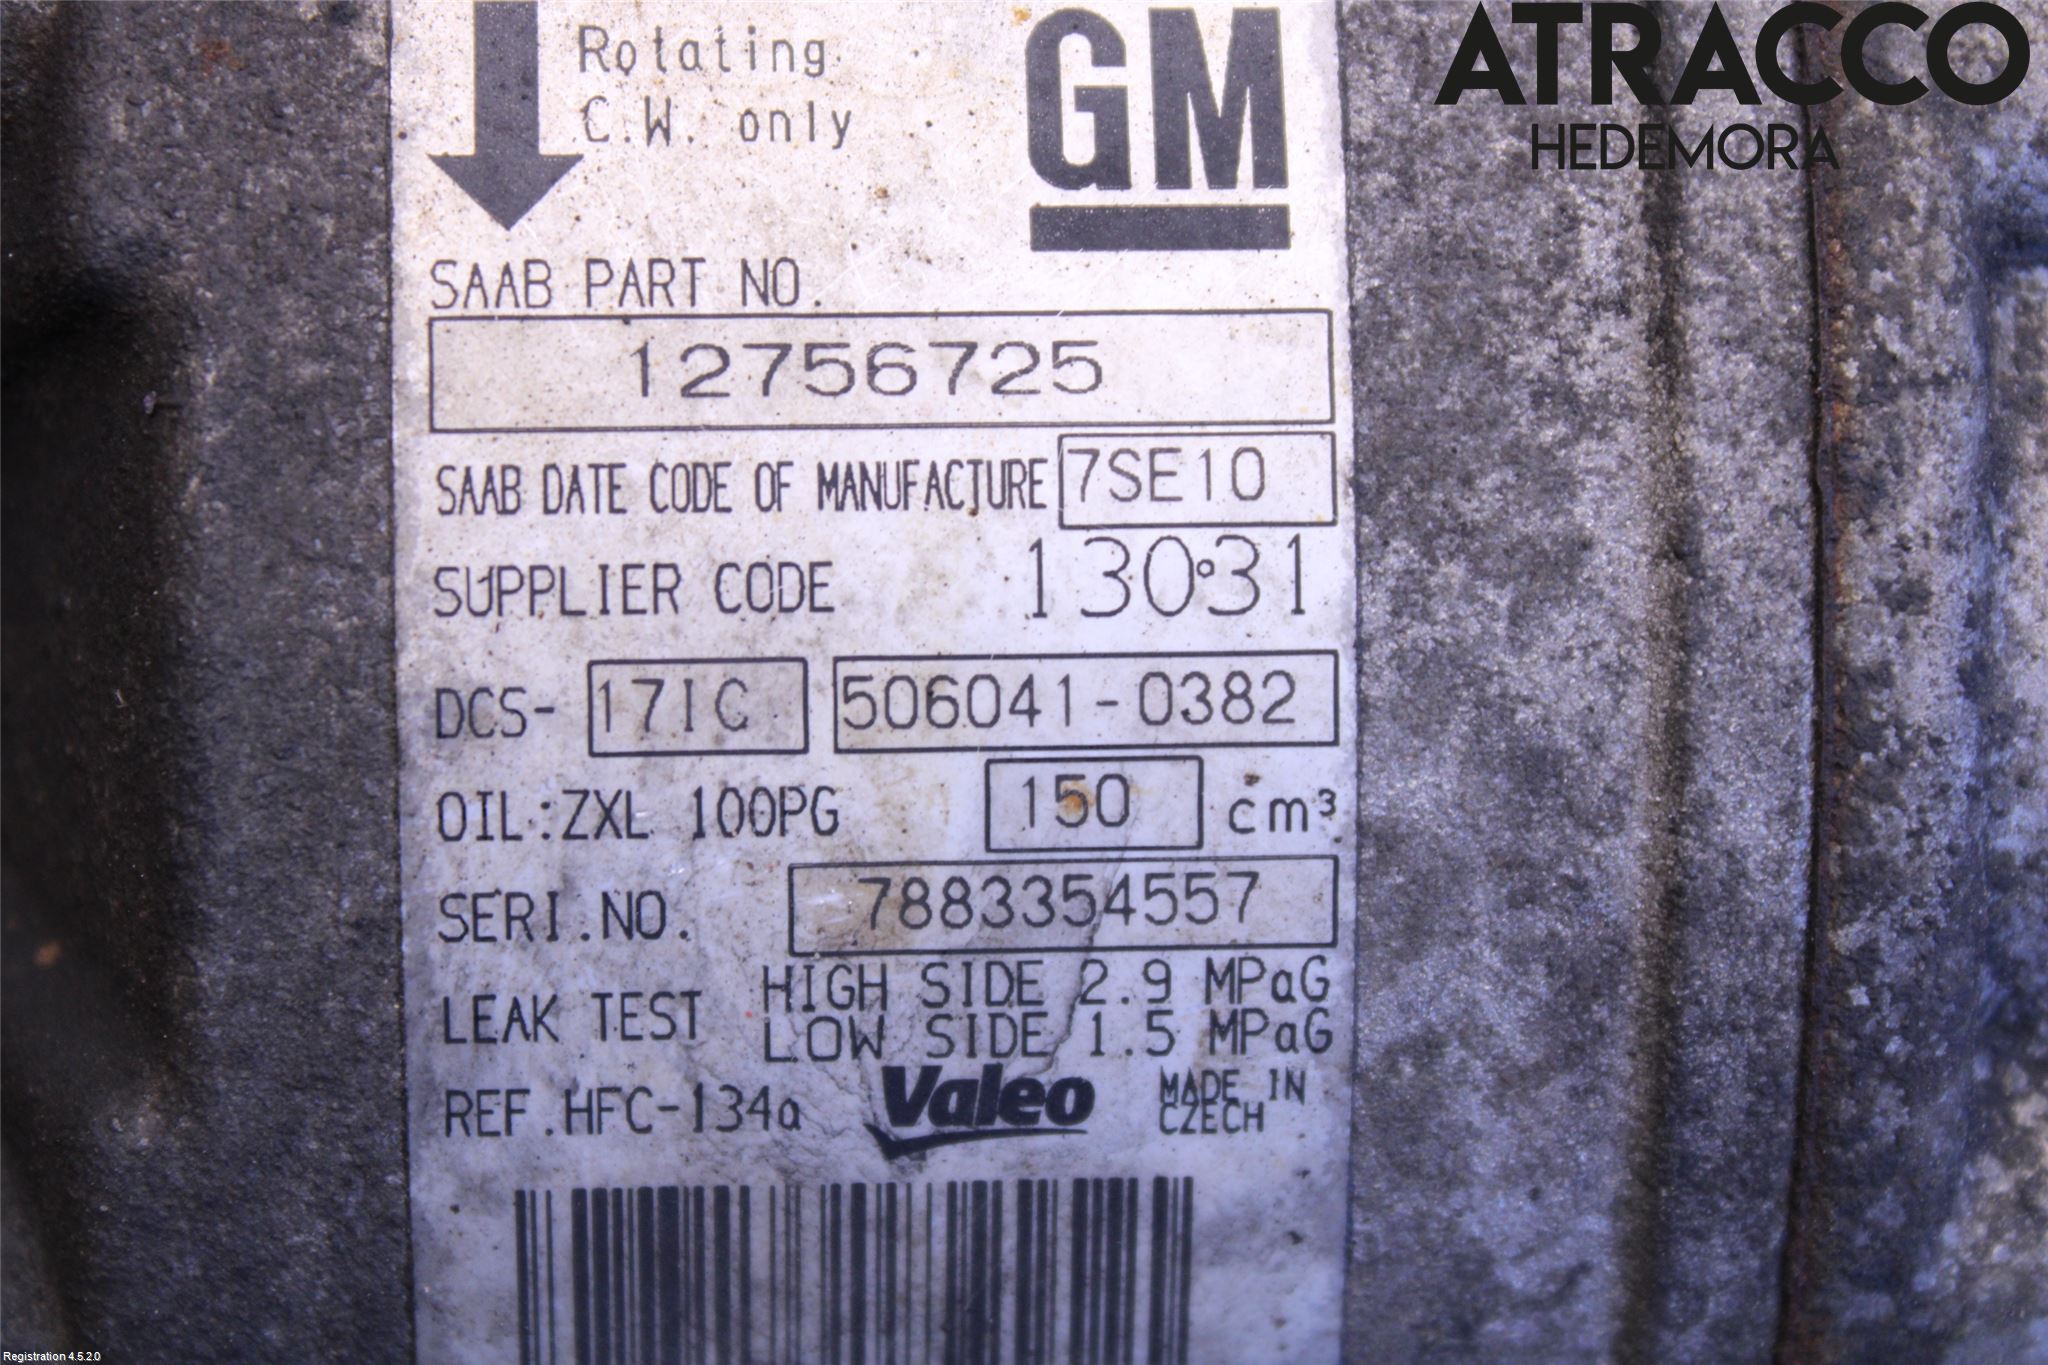 Rotating
C.W. only
GM
ATRACCO
HEDEMORA
SAAB PART NO.
12756725
SAAB DATE CODE OF MANUFACTURE 7SE10
SUPPLIER CODE 13031
DCS- 17IC 506041-0382
OIL:ZXL 100PG 150 cm³
SERI.NO. 7883354557
LEAK TEST HIGH SIDE 2.9 MPaG
LOW SIDE 1.5 MPaG
REF.HFC-134a Valeo MADE IN
CZECH
Registration 4.5.2.0